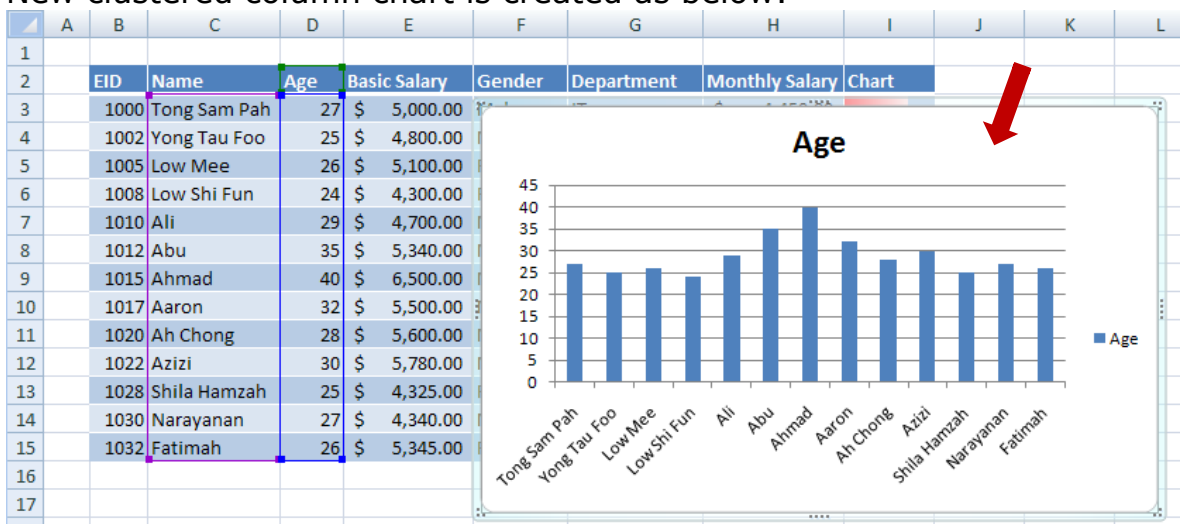 New clustered column chart is created as below:
A B C D E F G H I J K L
1
2 EID Name Age Basic Salary Gender Department Monthly Salary Chart
3 1000 Tong Sam Pah 27 $ 5,000.00
4 1002 Yong Tau Foo 25 $ 4,800.00
5 1005 Low Mee 26 $ 5,100.00
6 1008 Low Shi Fun 24 $ 4,300.00
7 1010 Ali 29 $ 4,700.00
8 1012 Abu 35 $ 5,340.00
9 1015 Ahmad 40 $ 6,500.00
10 1017 Aaron 32 $ 5,500.00
11 1020 Ah Chong 28 $ 5,600.00
12 1022 Azizi 30 $ 5,780.00
13 1028 Shila Hamzah 25 $ 4,325.00
14 1030 Narayanan 27 $ 4,340.00
15 1032 Fatimah 26 $ 5,345.00
16
17
Age
45
40
35
30
25
20
15
10
5
0
Age
Tong Sam Pah
Yong Tau Foo
Low Mee
Low Shi Fun
Ali
Abu
Ahmad
Aaron
Ah Chong
Azizi
Shila Hamzah
Narayanan
Fatimah